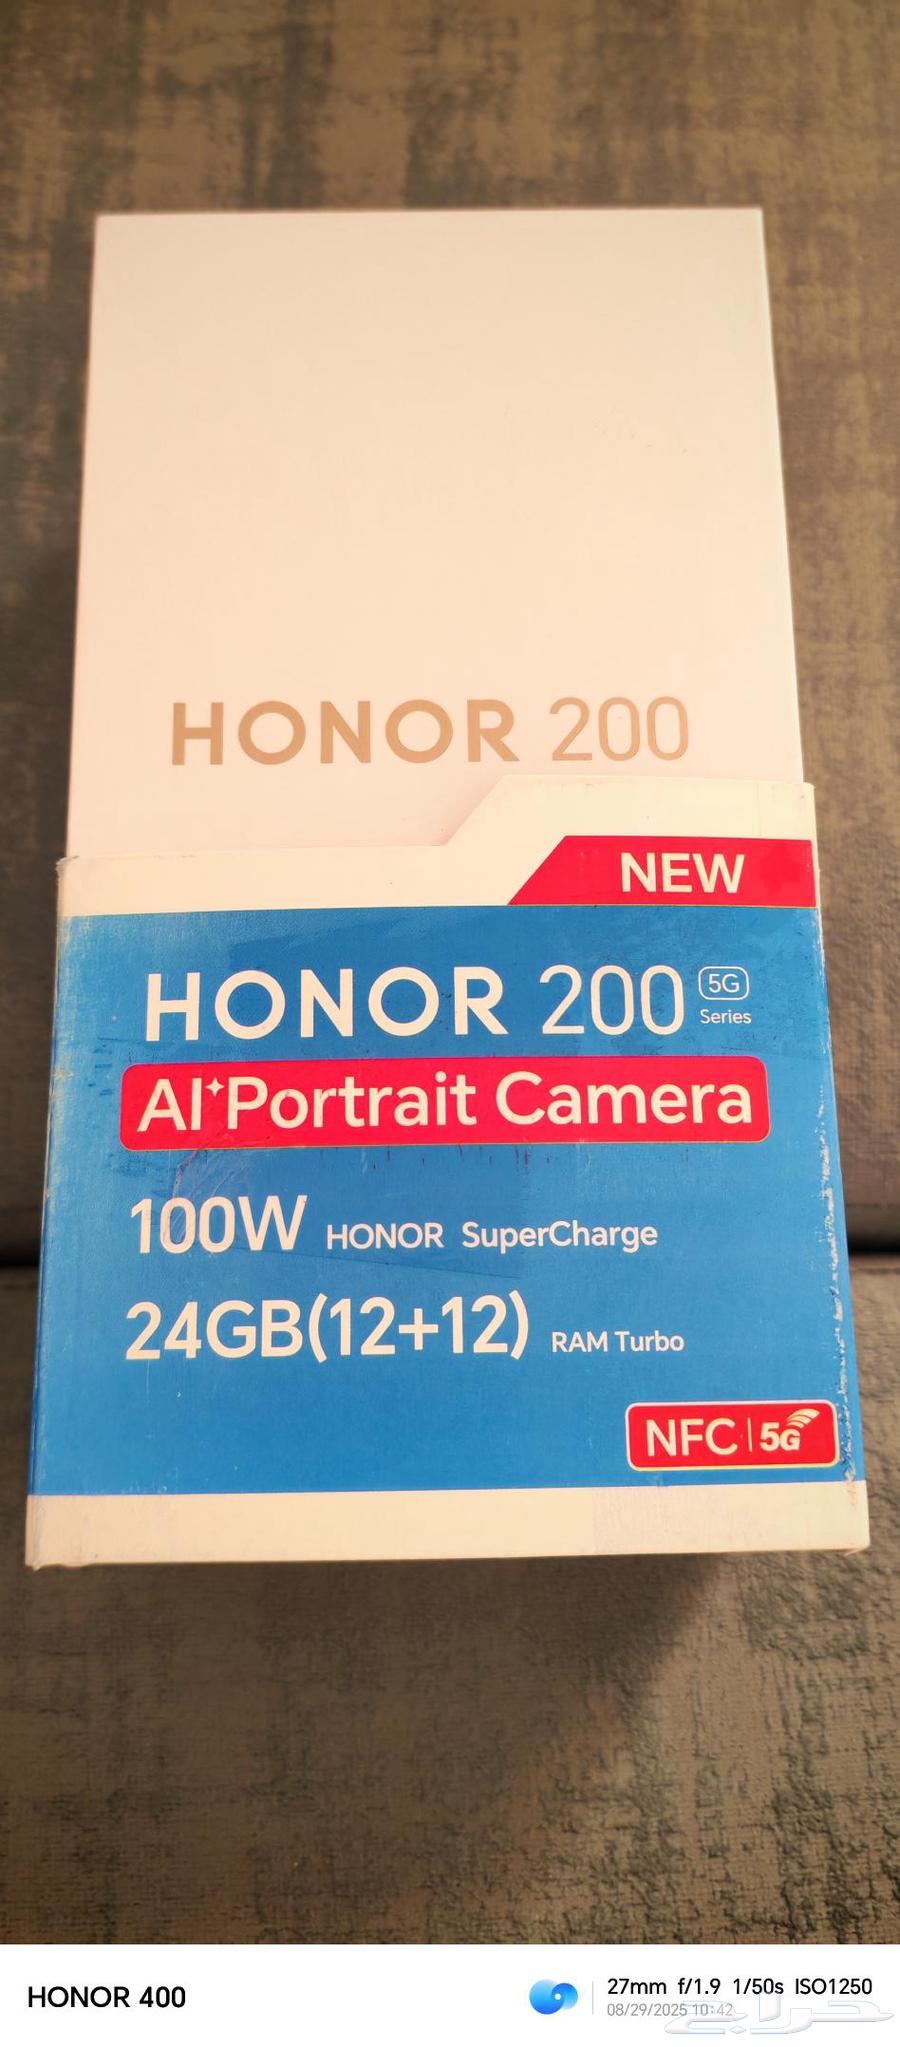 HONOR 200
NEW
HONOR 200 5G Series
AI Portrait Camera
100W HONOR SuperCharge
24GB(12+12) RAM Turbo
NFC | 5G
HONOR 400
27mm f/1.9 1/50s ISO1250
08/29/2025 10:42
حراج